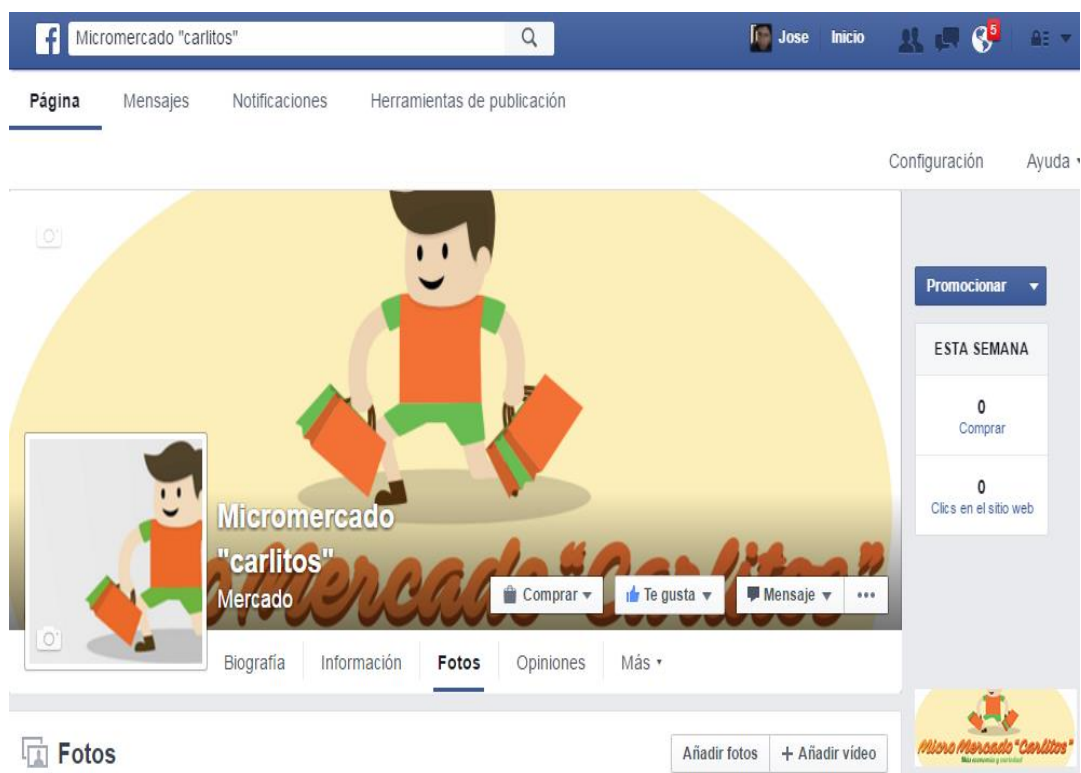 f Micromercado "carlitos"
Jose Inicio 5
Página Mensajes Notificaciones Herramientas de publicación
Configuración Ayuda
Promocionar
ESTA SEMANA
0
Comprar
0
Clics en el sitio web
Micromercado
"carlitos"
Mercado
oMercado "Carlitos"
Comprar Te gusta Mensaje ...
Biografía Información Fotos Opiniones Más
Fotos
Añadir fotos + Añadir vídeo
Micro Mercado "Carlitos"